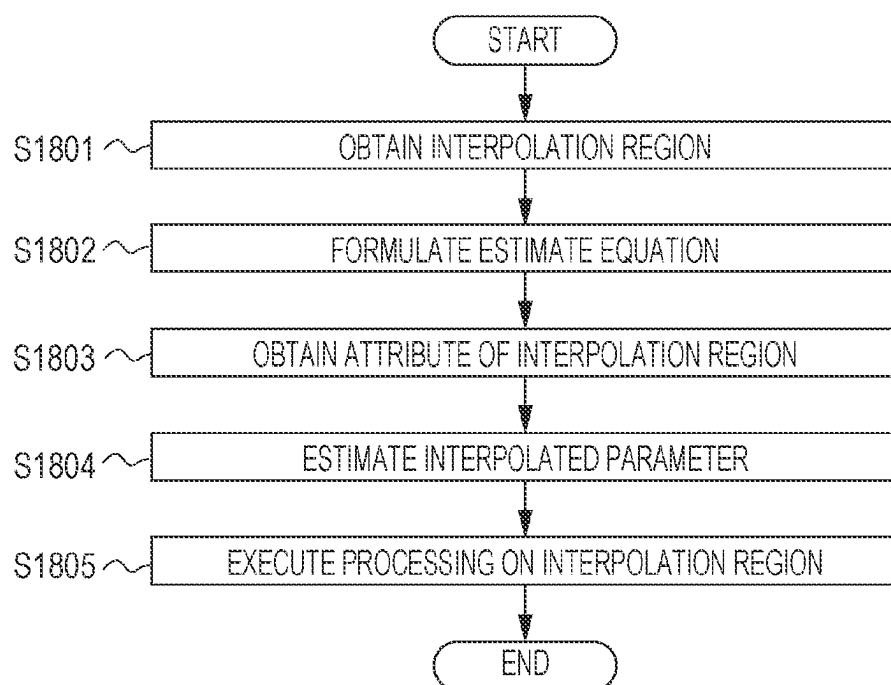 START
S1801 OBTAIN INTERPOLATION REGION
S1802 FORMULATE ESTIMATE EQUATION
S1803 OBTAIN ATTRIBUTE OF INTERPOLATION REGION
S1804 ESTIMATE INTERPOLATED PARAMETER
S1805 EXECUTE PROCESSING ON INTERPOLATION REGION
END